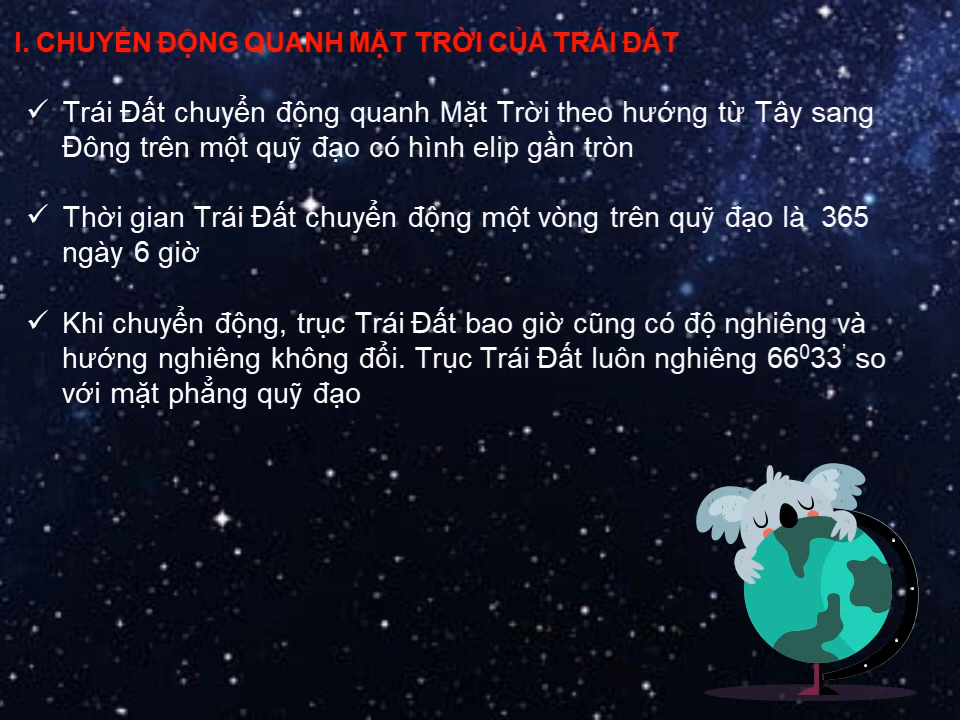 I. CHUYỂN ĐỘNG QUANH MẶT TRỜI CỦA TRÁI ĐẤT
✓ Trái Đất chuyển động quanh Mặt Trời theo hướng từ Tây sang
Đông trên một quỹ đạo có hình elip gần tròn
✓ Thời gian Trái Đất chuyển động một vòng trên quỹ đạo là 365
ngày 6 giờ
✓ Khi chuyển động, trục Trái Đất bao giờ cũng có độ nghiêng và
hướng nghiêng không đổi. Trục Trái Đất luôn nghiêng 66⁰33’ so
với mặt phẳng quỹ đạo